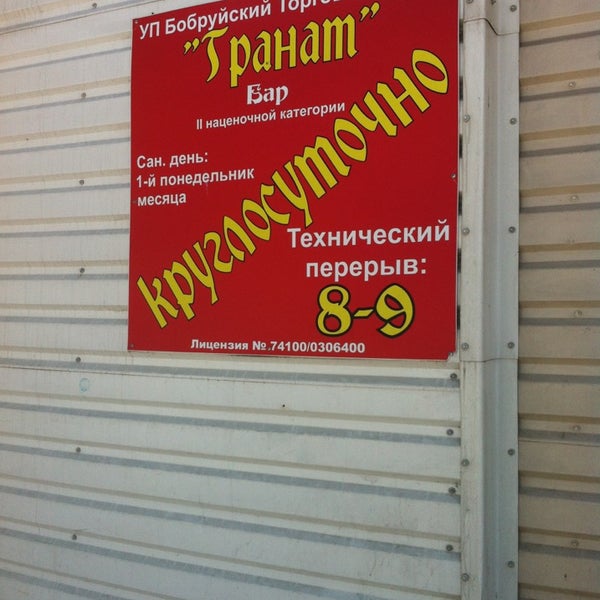 УП Бобруйский
"Гранат"
Бар
II наценочной категории
Сан. день:
1-й понедельник
месяца
круглосуточно
Технический
перерыв:
8-9
Лицензия № 74100/0306400